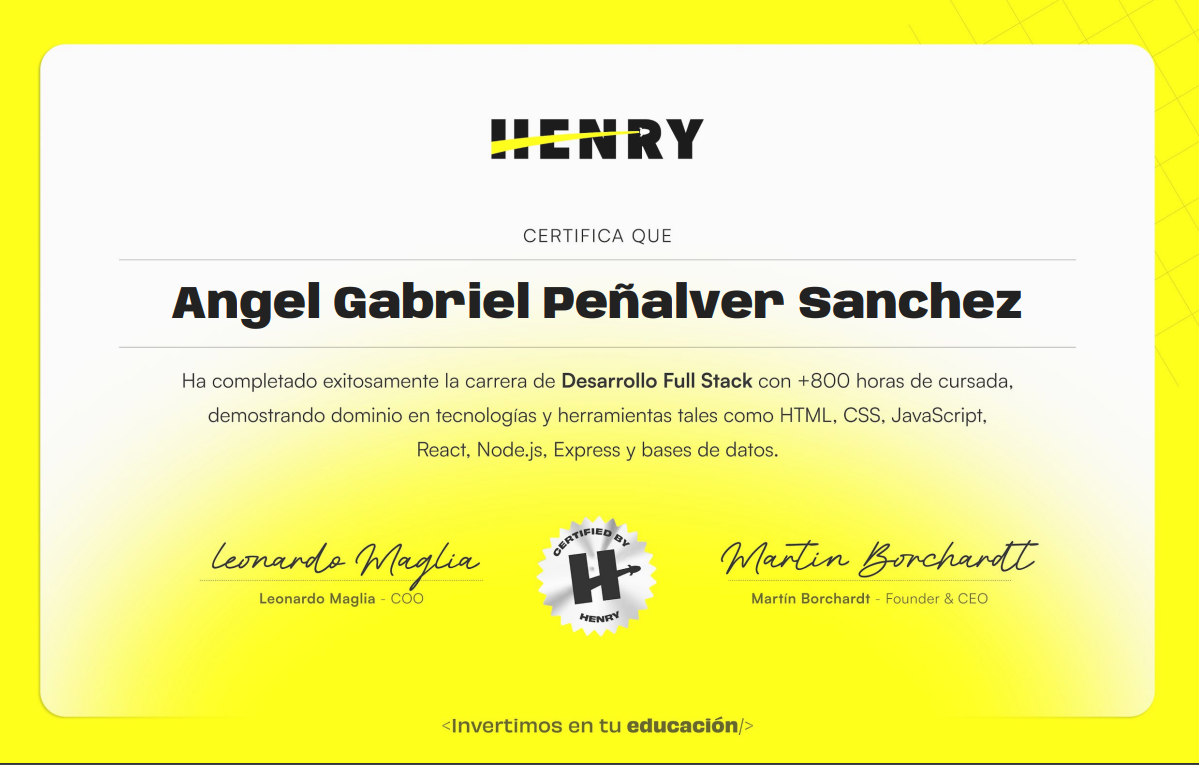 HENRY
CERTIFICA QUE
Angel Gabriel Peñalver Sanchez
Ha completado exitosamente la carrera de Desarrollo Full Stack con +800 horas de cursada,
demostrando dominio en tecnologías y herramientas tales como HTML, CSS, JavaScript,
React, Node.js, Express y bases de datos.
Leonardo Maglia
Leonardo Maglia - COO
CERTIFIED BY
H
HENRY
Martin Borchardt
Martín Borchardt - Founder & CEO
<Invertimos en tu educación/>